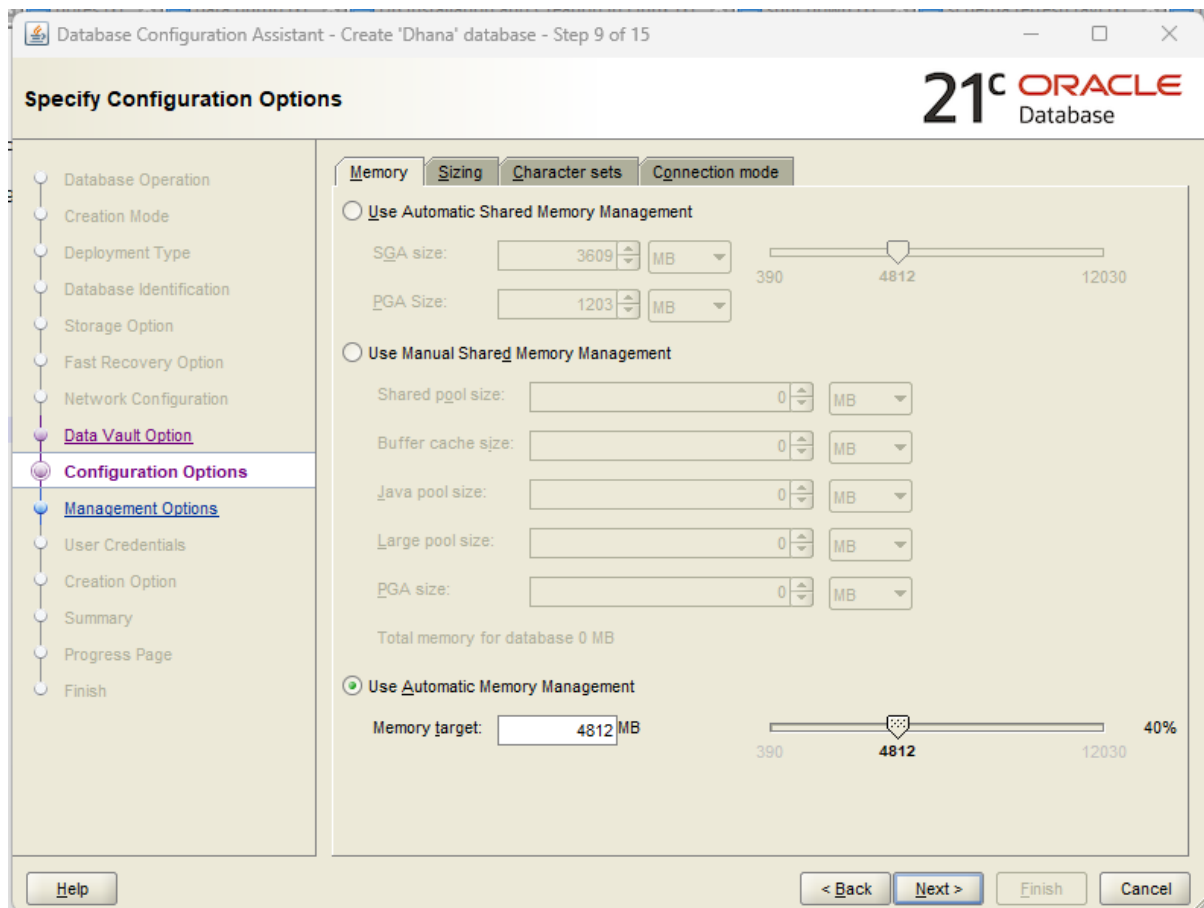 Database Configuration Assistant - Create 'Dhana' database - Step 9 of 15
Specify Configuration Options
21c ORACLE
Database
Database Operation
Creation Mode
Deployment Type
Database Identification
Storage Option
Fast Recovery Option
Network Configuration
Data Vault Option
Configuration Options
Management Options
User Credentials
Creation Option
Summary
Progress Page
Finish
Memory Sizing Character sets Connection mode
Use Automatic Shared Memory Management
SGA size: 3609 MB
390 4812 12030
PGA Size: 1203 MB
Use Manual Shared Memory Management
Shared pool size: 0 MB
Buffer cache size: 0 MB
Java pool size: 0 MB
Large pool size: 0 MB
PGA size: 0 MB
Total memory for database 0 MB
Use Automatic Memory Management
Memory target: 4812 MB 40%
390 4812 12030
Help < Back Next > Finish Cancel